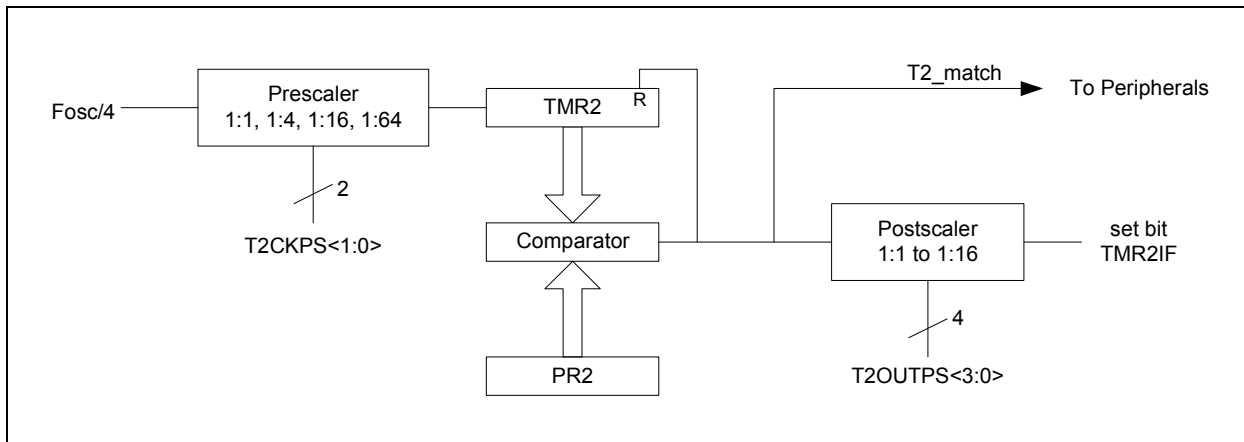 T2_match
To Peripherals
Fosc/4
Prescaler
1:1, 1:4, 1:16, 1:64
TMR2
R
2
T2CKPS<1:0>
Comparator
Postscaler
1:1 to 1:16
set bit
TMR2IF
4
PR2
T2OUTPS<3:0>